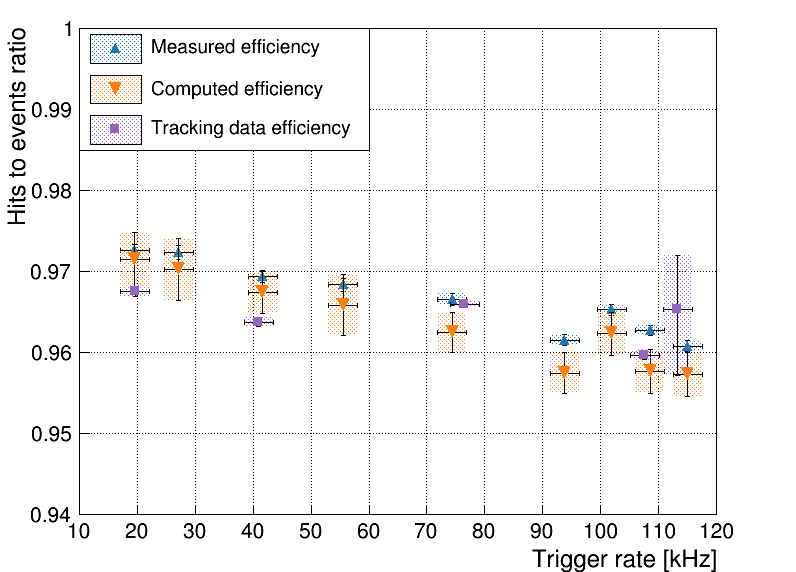 Hits to events ratio
1
0.99
0.98
0.97
0.96
0.95
0.94
Measured efficiency
Computed efficiency
Tracking data efficiency
10 20 30 40 50 60 70 80 90 100 110 120
Trigger rate [kHz]